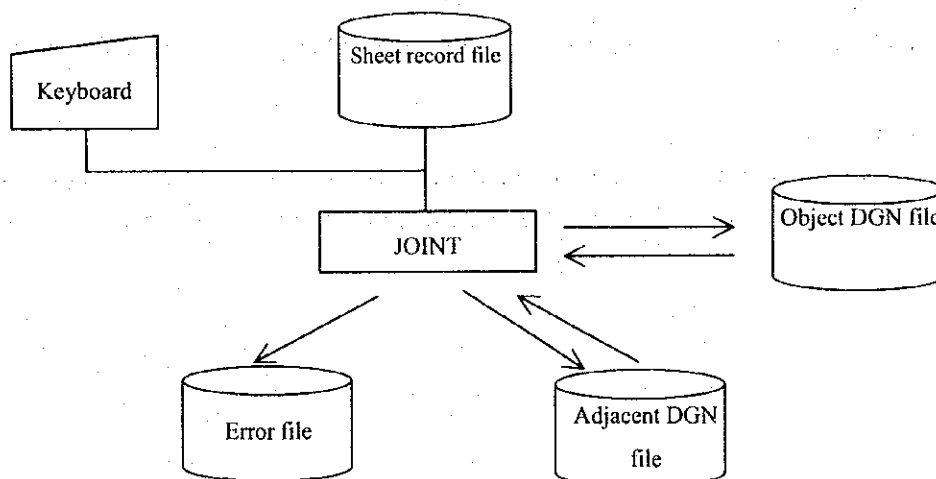 Sheet record file
Keyboard
Object DGN file
JOINT
Error file
Adjacent DGN
file